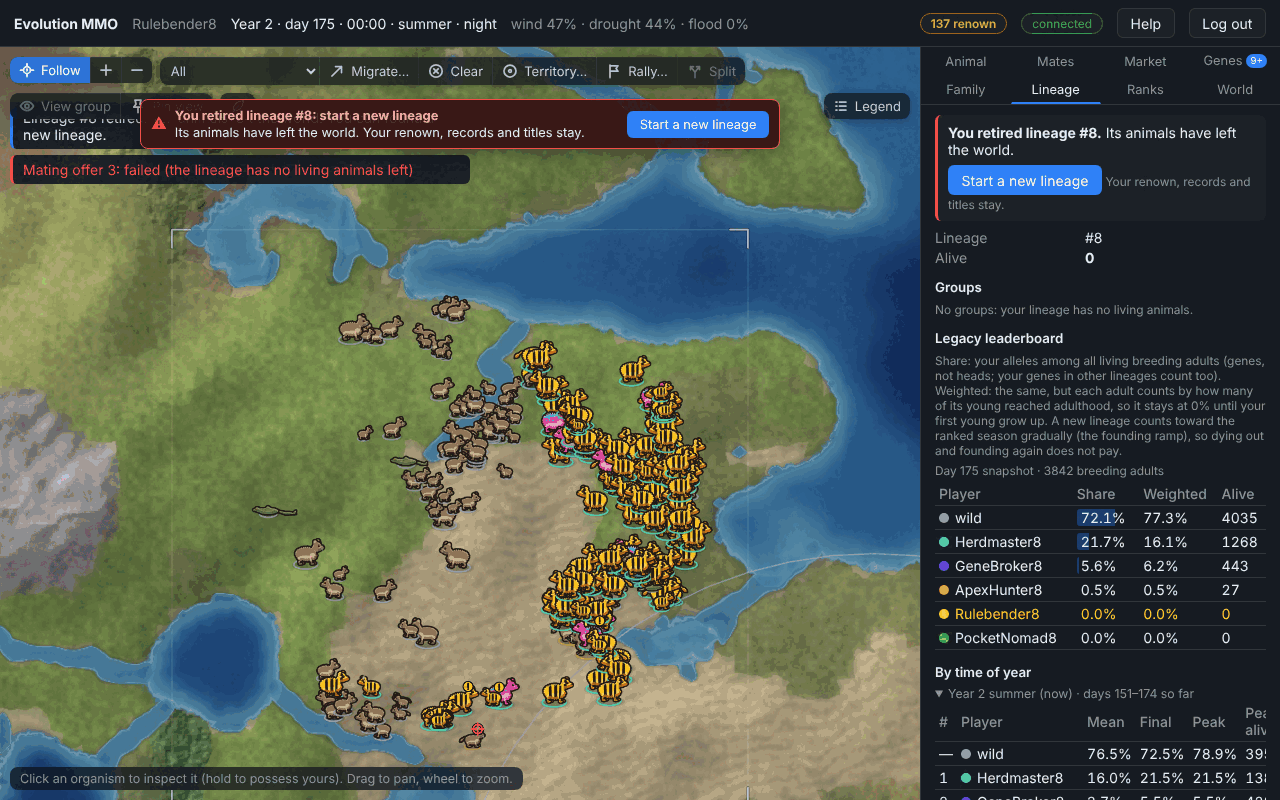 Evolution MMO Rulebender8 Year 2 · day 175 · 00:00 · summer · night wind 47% · drought 44% · flood 0% 137 renown connected Help Log out
Follow + − All Migrate... Clear Territory... Rally... Split
View group Legend
Lineage #8 retired
new lineage.
You retired lineage #8: start a new lineage
Its animals have left the world. Your renown, records and titles stay.
Start a new lineage
Mating offer 3: failed (the lineage has no living animals left)
Click an organism to inspect it (hold to possess yours). Drag to pan, wheel to zoom.
Animal Mates Market Genes 9+
Family Lineage Ranks World
You retired lineage #8. Its animals have left
the world.
Start a new lineage Your renown, records and
titles stay.
Lineage #8
Alive 0
Groups
No groups: your lineage has no living animals.
Legacy leaderboard
Share: your alleles among all living breeding adults (genes,
not heads; your genes in other lineages count too).
Weighted: the same, but each adult counts by how many
of its young reached adulthood, so it stays at 0% until your
first young grow up. A new lineage counts toward the
ranked season gradually (the founding ramp), so dying out
and founding again does not pay.
Day 175 snapshot · 3842 breeding adults
Player Share Weighted Alive
wild 72.1% 77.3% 4035
Herdmaster8 21.7% 16.1% 1268
GeneBroker8 5.6% 6.2% 443
ApexHunter8 0.5% 0.5% 27
Rulebender8 0.0% 0.0% 0
PocketNomad8 0.0% 0.0% 0
By time of year
▼ Year 2 summer (now) · days 151–174 so far
# Player Mean Final Peak Pea
aliv
— wild 76.5% 72.5% 78.9% 395
1 Herdmaster8 16.0% 21.5% 21.5% 138